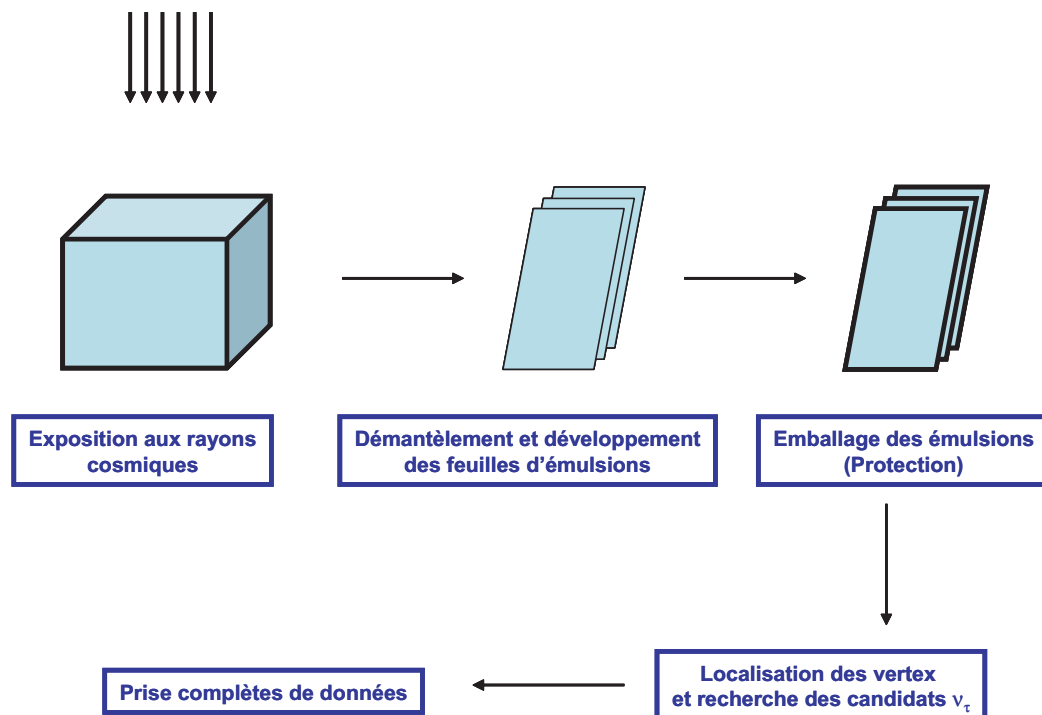 Exposition aux rayons
cosmiques
Démantèlement et développement
des feuilles d’émulsions
Emballage des émulsions
(Protection)
Localisation des vertex
et recherche des candidats ντ
Prise complètes de données